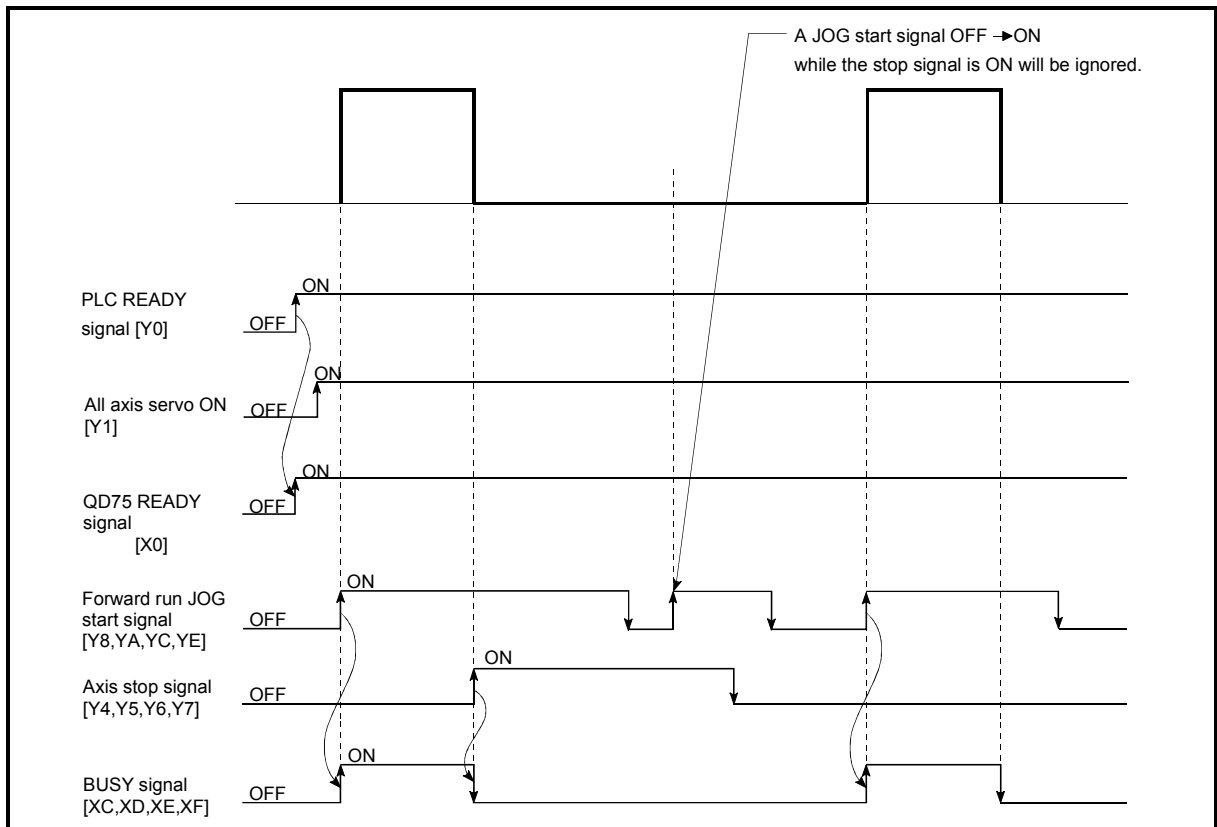 A JOG start signal OFF → ON
while the stop signal is ON will be ignored.
PLC READY
signal [Y0]
OFF
ON
All axis servo ON
[Y1]
OFF
ON
QD75 READY
signal
[X0]
OFF
ON
Forward run JOG
start signal
[Y8,YA,YC,YE]
OFF
ON
Axis stop signal
[Y4,Y5,Y6,Y7]
OFF
ON
BUSY signal
[XC,XD,XE,XF]
OFF
ON